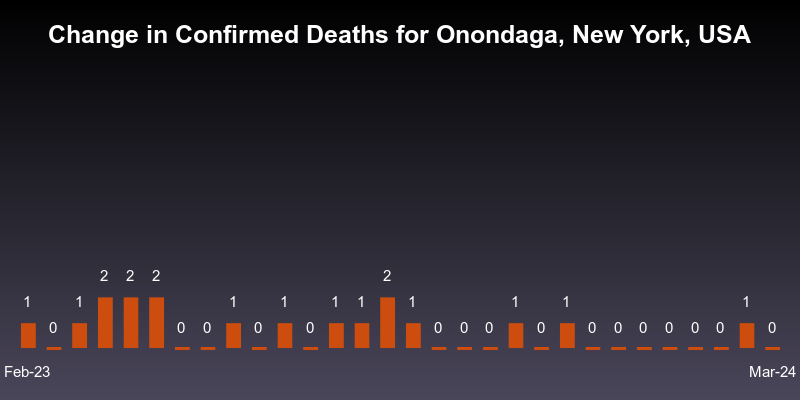 Change in Confirmed Deaths for Onondaga, New York, USA
1 0 1 2 2 2 0 0 1 0 1 0 1 1 2 1 0 0 0 1 0 1 0 0 0 0 0 0 1 0
Feb-23 Mar-24